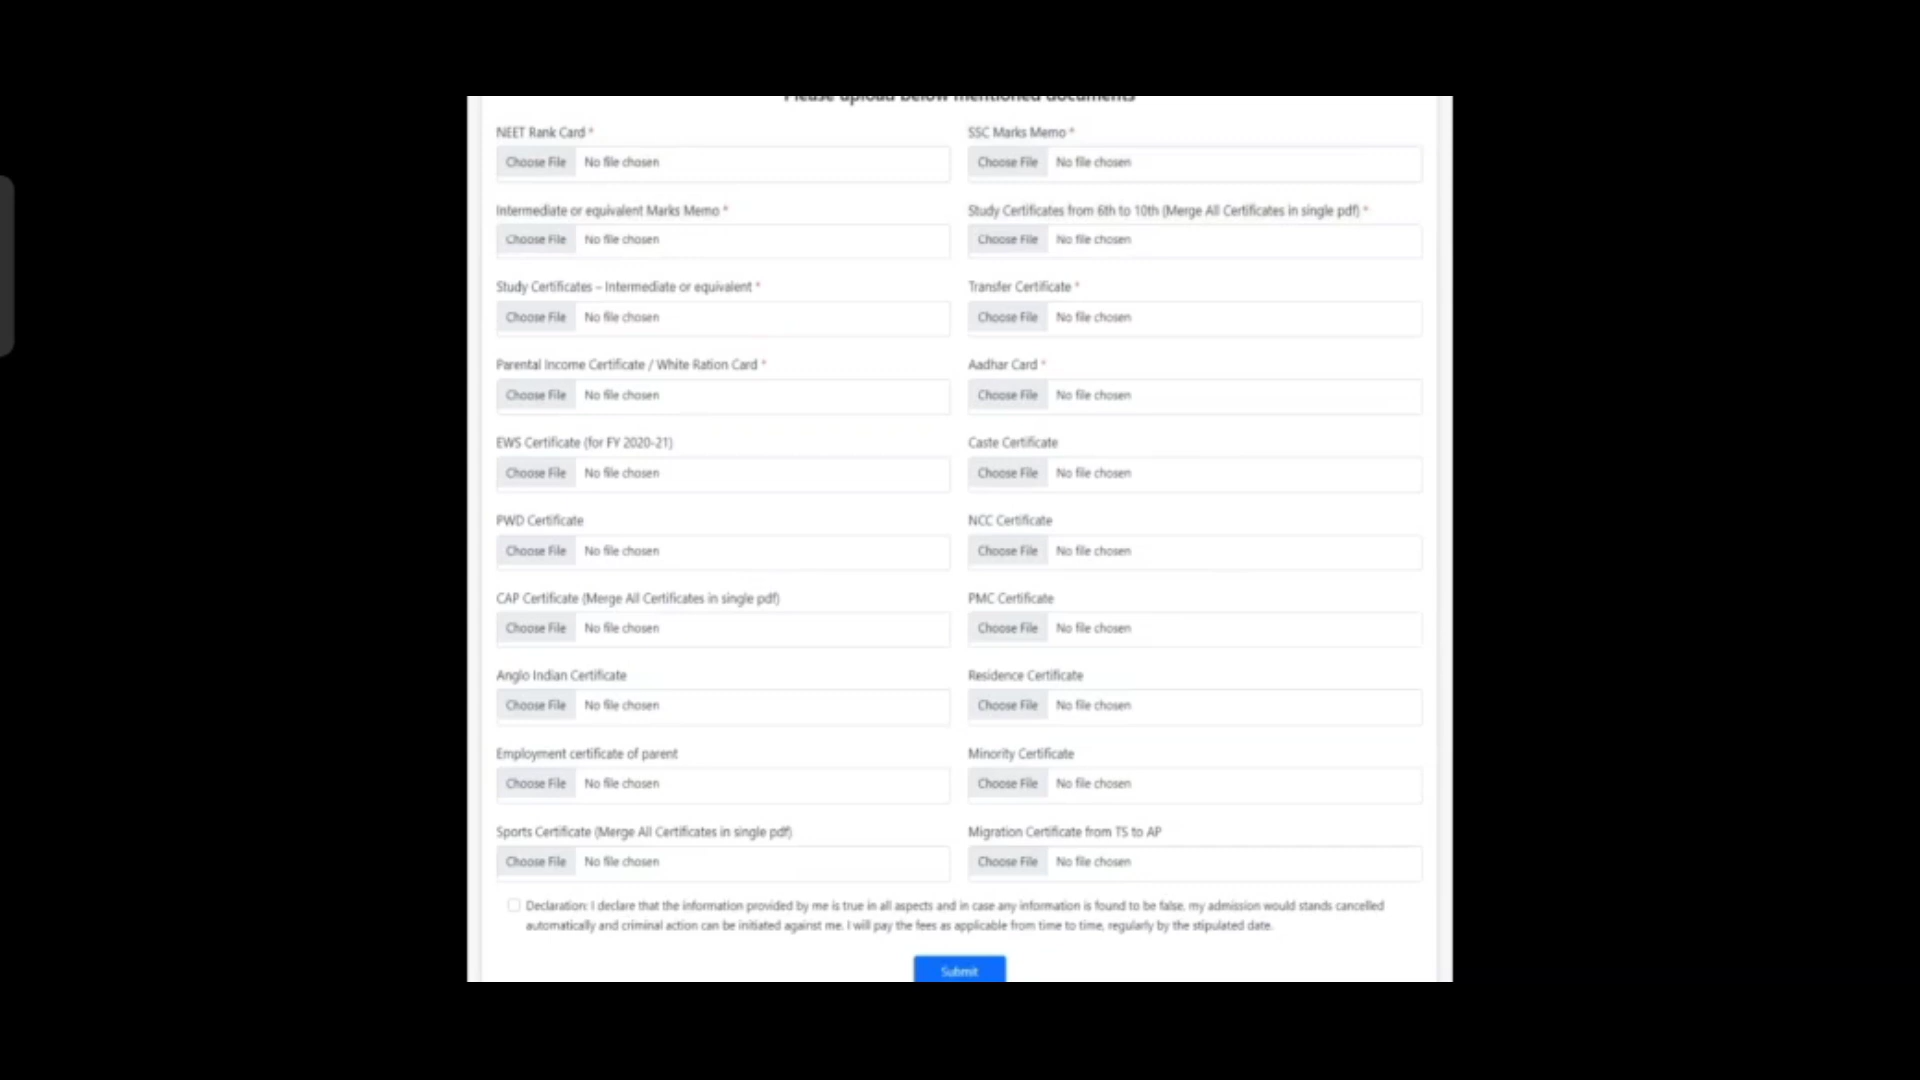 Please upload below mentioned documents
NEET Rank Card * SSC Marks Memo *
Choose File No file chosen Choose File No file chosen
Intermediate or equivalent Marks Memo * Study Certificates from 6th to 10th (Merge All Certificates in single pdf) *
Choose File No file chosen Choose File No file chosen
Study Certificates – Intermediate or equivalent * Transfer Certificate *
Choose File No file chosen Choose File No file chosen
Parental Income Certificate / White Ration Card * Aadhar Card *
Choose File No file chosen Choose File No file chosen
EWS Certificate (for FY 2020-21) Caste Certificate
Choose File No file chosen Choose File No file chosen
PWD Certificate NCC Certificate
Choose File No file chosen Choose File No file chosen
CAP Certificate (Merge All Certificates in single pdf) PMC Certificate
Choose File No file chosen Choose File No file chosen
Anglo Indian Certificate Residence Certificate
Choose File No file chosen Choose File No file chosen
Employment certificate of parent Minority Certificate
Choose File No file chosen Choose File No file chosen
Sports Certificate (Merge All Certificates in single pdf) Migration Certificate from TS to AP
Choose File No file chosen Choose File No file chosen
Declaration: I declare that the information provided by me is true in all aspects and in case any information is found to be false, my admission would stands cancelled
automatically and criminal action can be initiated against me. I will pay the fees as applicable from time to time, regularly by the stipulated date.
Submit